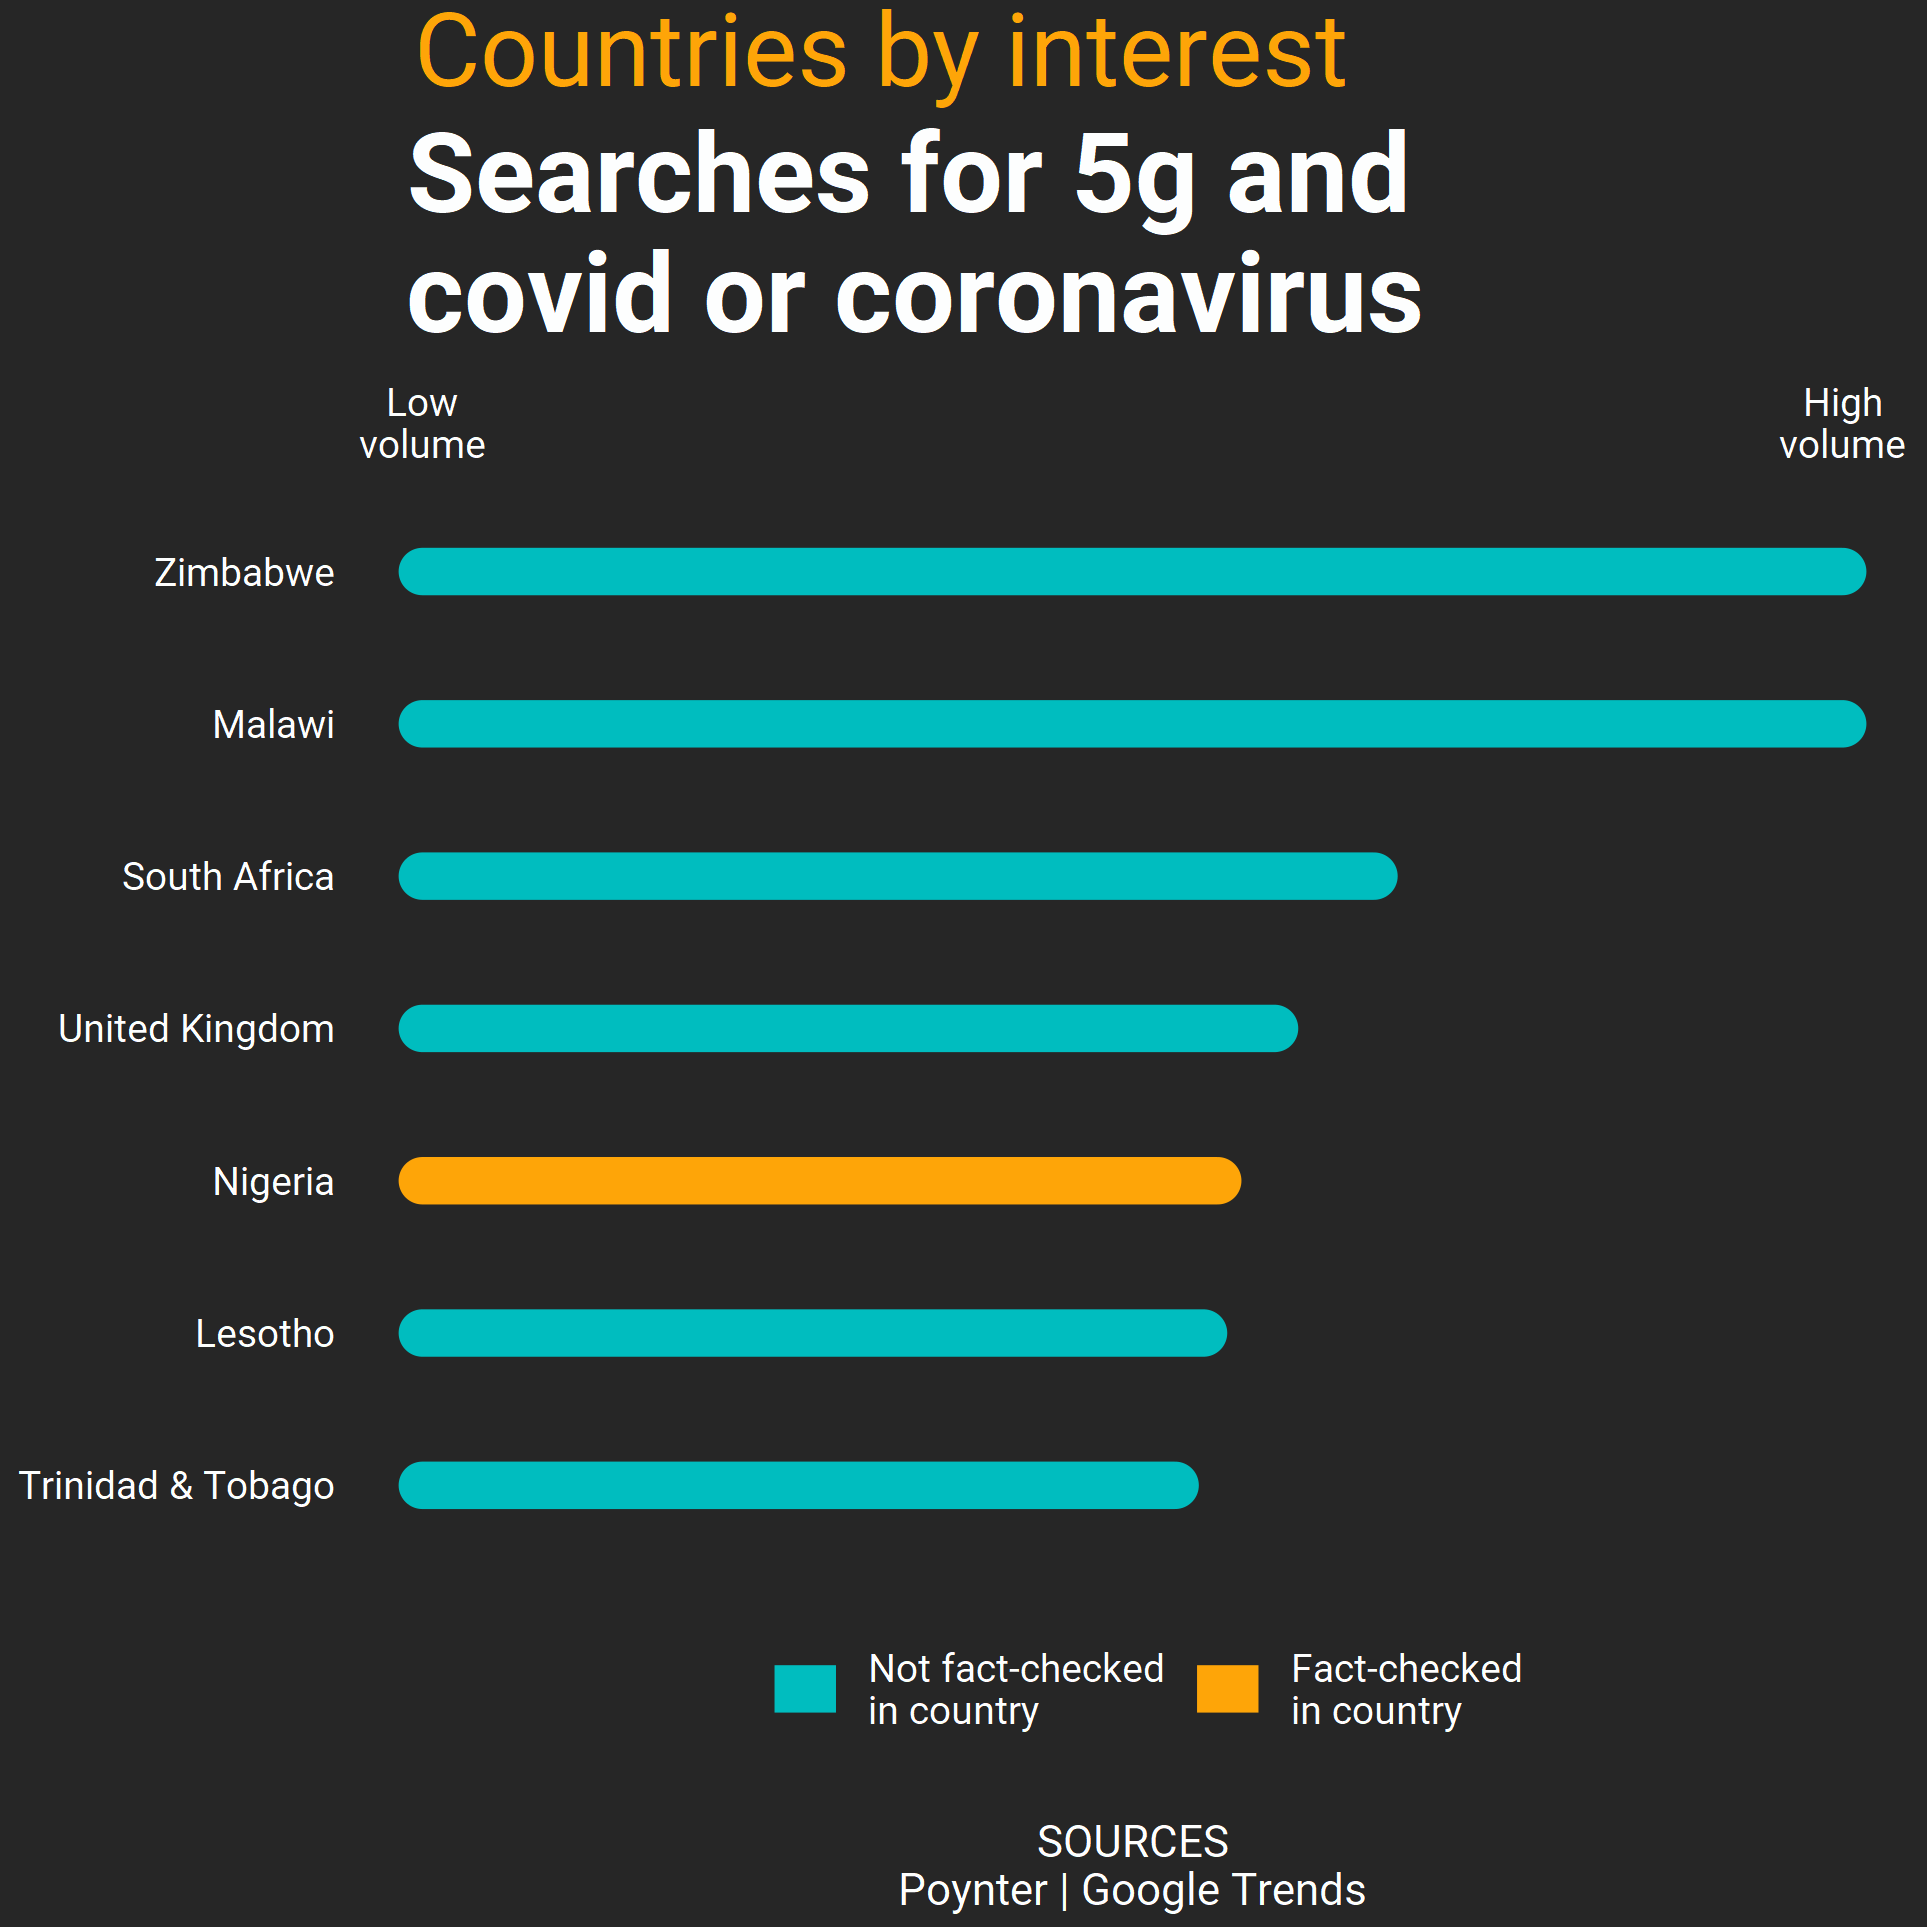 Countries by interest
Searches for 5g and
covid or coronavirus
Low
volume
High
volume
Zimbabwe
Malawi
South Africa
United Kingdom
Nigeria
Lesotho
Trinidad & Tobago
Not fact-checked
in country
Fact-checked
in country
SOURCES
Poynter | Google Trends